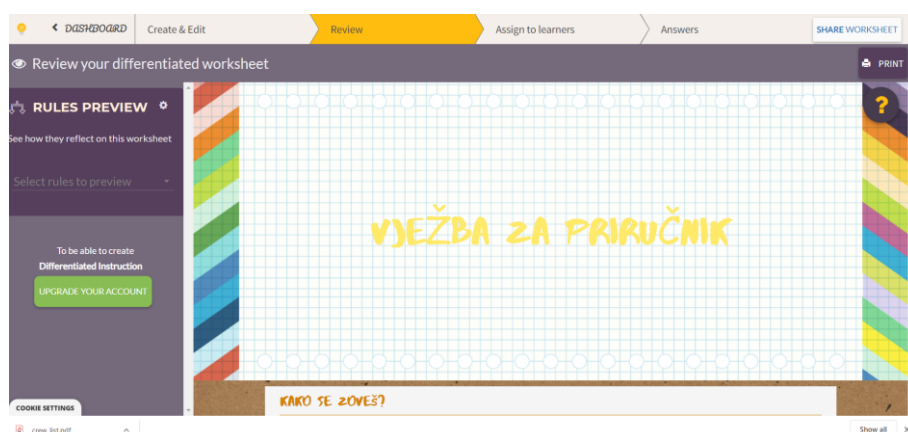 DASHBOARD
Create & Edit
Review
Assign to learners
Answers
SHARE WORKSHEET
Review your differentiated worksheet
PRINT
RULES PREVIEW
?
See how they reflect on this worksheet
Select rules to preview
VJEŽBA ZA PRIRUČNIK
To be able to create
Differentiated Instruction
UPGRADE YOUR ACCOUNT
KAKO SE ZOVEŠ?
COOKIE SETTINGS
crew_list.pdf
Show all